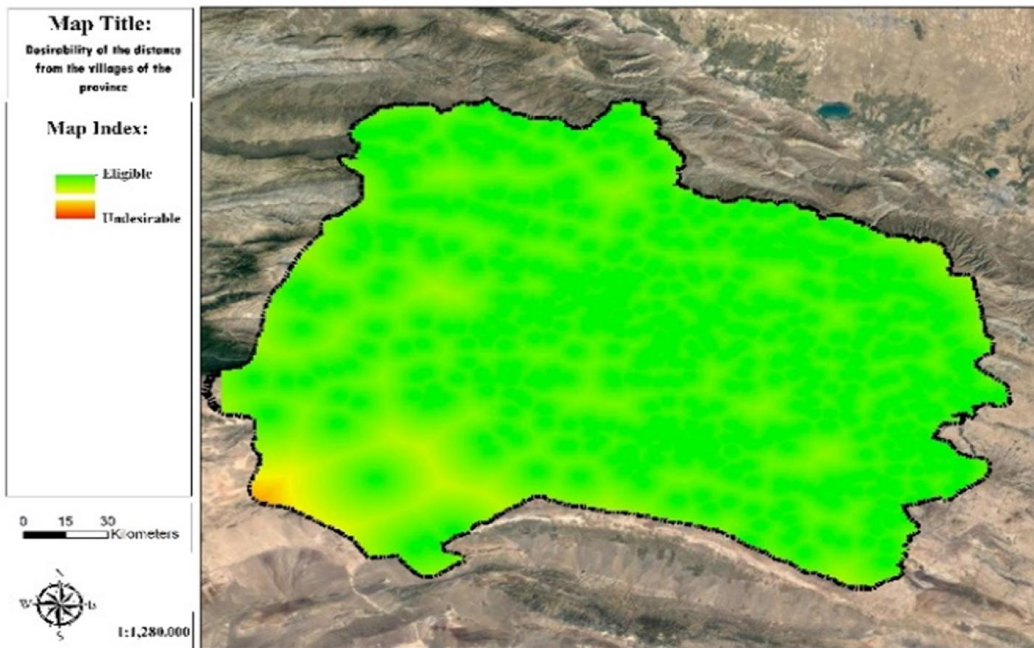 Map Title:
Desirability of the distance
from the villages of the
province
Map Index:
Eligible
Undesirable
0 15 30
Kilometers
N
W E
S
1:1,280.000